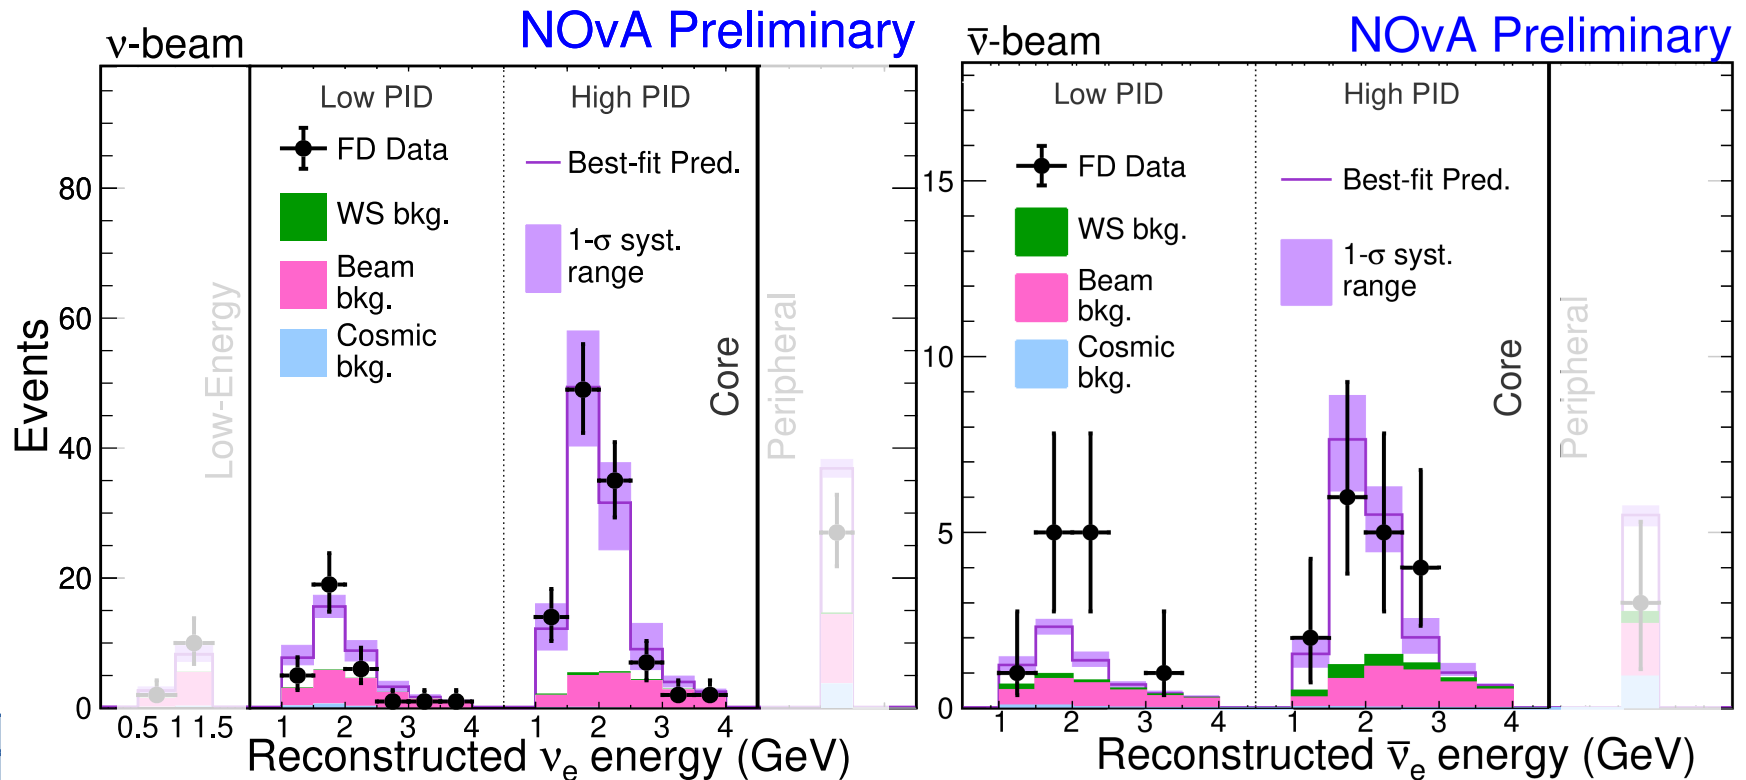 ν-beam
NOvA Preliminary
Low PID
High PID
FD Data
Best-fit Pred.
WS bkg.
1-σ syst.
range
Beam
bkg.
Cosmic
bkg.
Low-Energy
Core
Peripheral
Events
80
60
40
20
0
0.5 1 1.5
1 2 3 4
1 2 3 4
Reconstructed νe energy (GeV)
ν̅-beam
NOvA Preliminary
Low PID
High PID
FD Data
Best-fit Pred.
WS bkg.
1-σ syst.
range
Beam
bkg.
Cosmic
bkg.
Core
Peripheral
15
10
5
0
1 2 3 4
1 2 3 4
Reconstructed ν̅e energy (GeV)